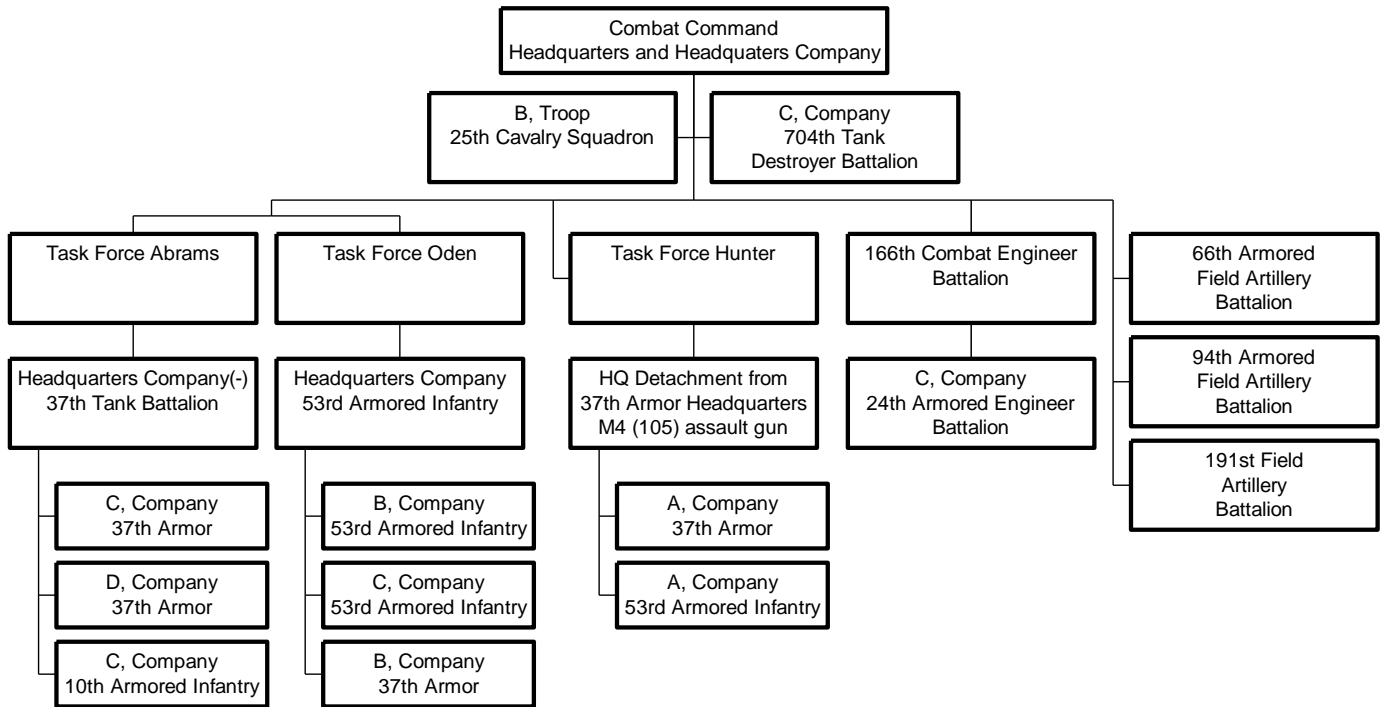 Combat Command
Headquarters and Headquaters Company
B, Troop
25th Cavalry Squadron
C, Company
704th Tank
Destroyer Battalion
Task Force Abrams
Task Force Oden
Task Force Hunter
166th Combat Engineer
Battalion
66th Armored
Field Artillery
Battalion
Headquarters Company(-)
37th Tank Battalion
Headquarters Company
53rd Armored Infantry
HQ Detachment from
37th Armor Headquarters
M4 (105) assault gun
C, Company
24th Armored Engineer
Battalion
94th Armored
Field Artillery
Battalion
191st Field
Artillery
Battalion
C, Company
37th Armor
B, Company
53rd Armored Infantry
A, Company
37th Armor
D, Company
37th Armor
C, Company
53rd Armored Infantry
A, Company
53rd Armored Infantry
C, Company
10th Armored Infantry
B, Company
37th Armor